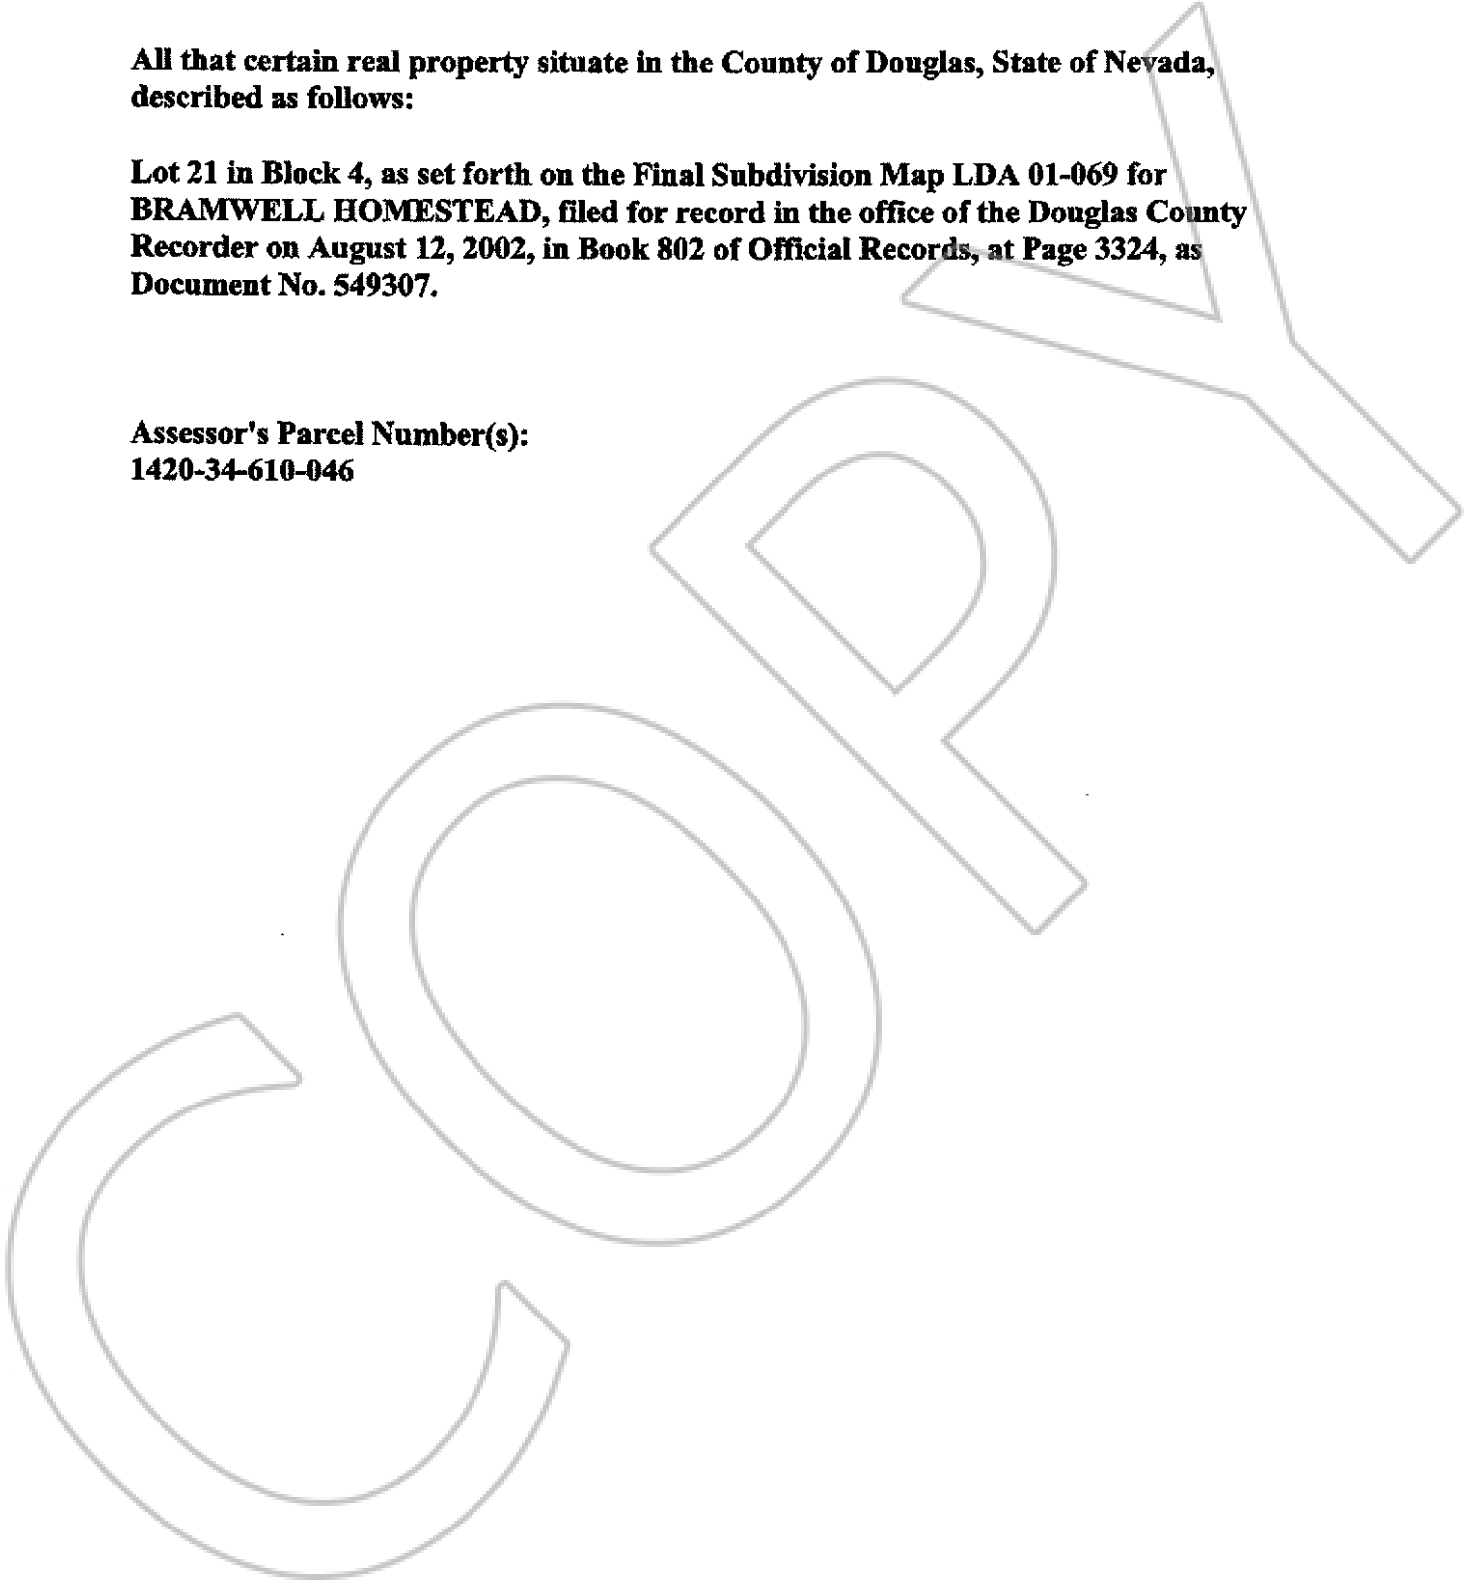 All that certain real property situate in the County of Douglas, State of Nevada,
described as follows:
Lot 21 in Block 4, as set forth on the Final Subdivision Map LDA 01-069 for
BRAMWELL HOMESTEAD, filed for record in the office of the Douglas County
Recorder on August 12, 2002, in Book 802 of Official Records, at Page 3324, as
Document No. 549307.
Assessor's Parcel Number(s):
1420-34-610-046
COPY